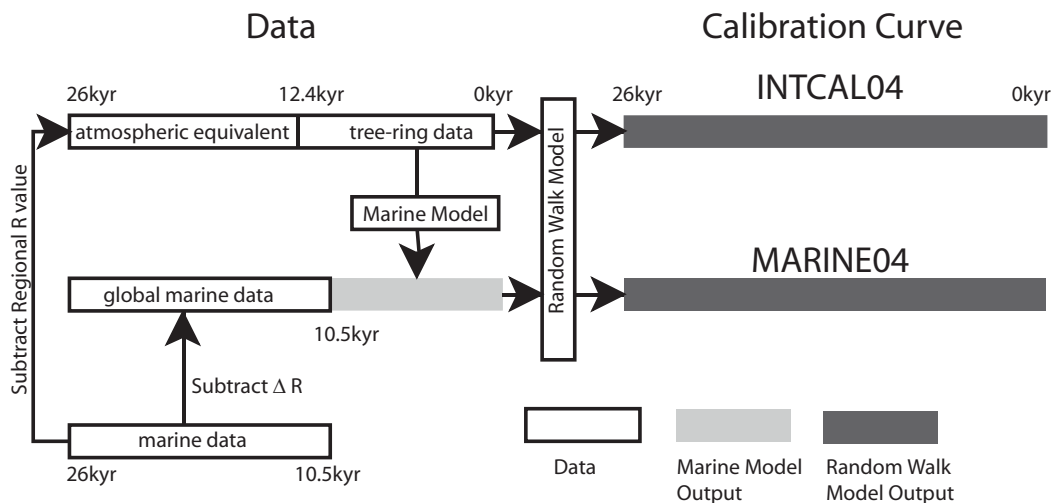 Data
Calibration Curve
26kyr
12.4kyr
0kyr
26kyr
INTCAL04
0kyr
atmospheric equivalent
tree-ring data
Subtract Regional R value
Marine Model
Random Walk Model
MARINE04
global marine data
10.5kyr
Subtract Δ R
marine data
26kyr
10.5kyr
Data
Marine Model
Output
Random Walk
Model Output